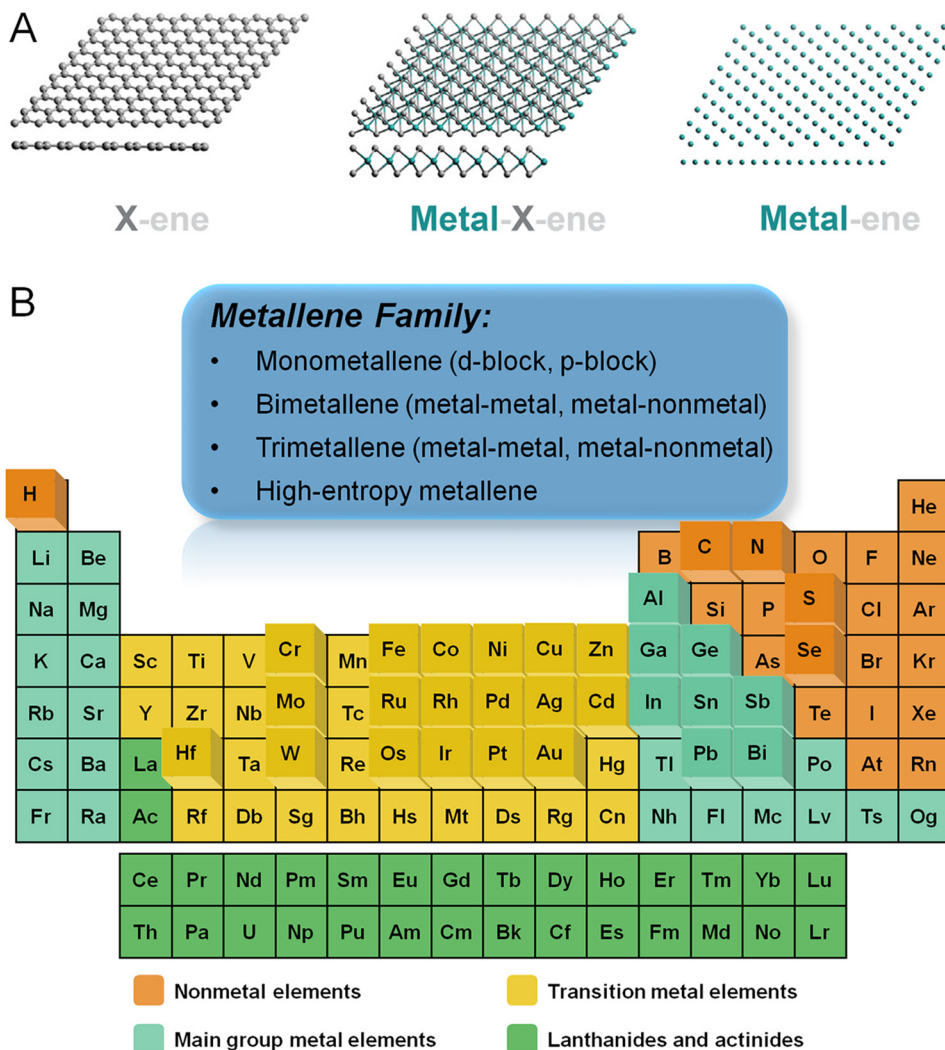 A
X-ene
Metal-X-ene
Metal-ene
B
Metallene Family:
• Monometallene (d-block, p-block)
• Bimetallene (metal-metal, metal-nonmetal)
• Trimetallene (metal-metal, metal-nonmetal)
• High-entropy metallene
H He
Li Be B C N O F Ne
Na Mg Al Si P S Cl Ar
K Ca Sc Ti V Cr Mn Fe Co Ni Cu Zn Ga Ge As Se Br Kr
Rb Sr Y Zr Nb Mo Tc Ru Rh Pd Ag Cd In Sn Sb Te I Xe
Cs Ba La Hf Ta W Re Os Ir Pt Au Hg Tl Pb Bi Po At Rn
Fr Ra Ac Rf Db Sg Bh Hs Mt Ds Rg Cn Nh Fl Mc Lv Ts Og
Ce Pr Nd Pm Sm Eu Gd Tb Dy Ho Er Tm Yb Lu
Th Pa U Np Pu Am Cm Bk Cf Es Fm Md No Lr
Nonmetal elements
Transition metal elements
Main group metal elements
Lanthanides and actinides